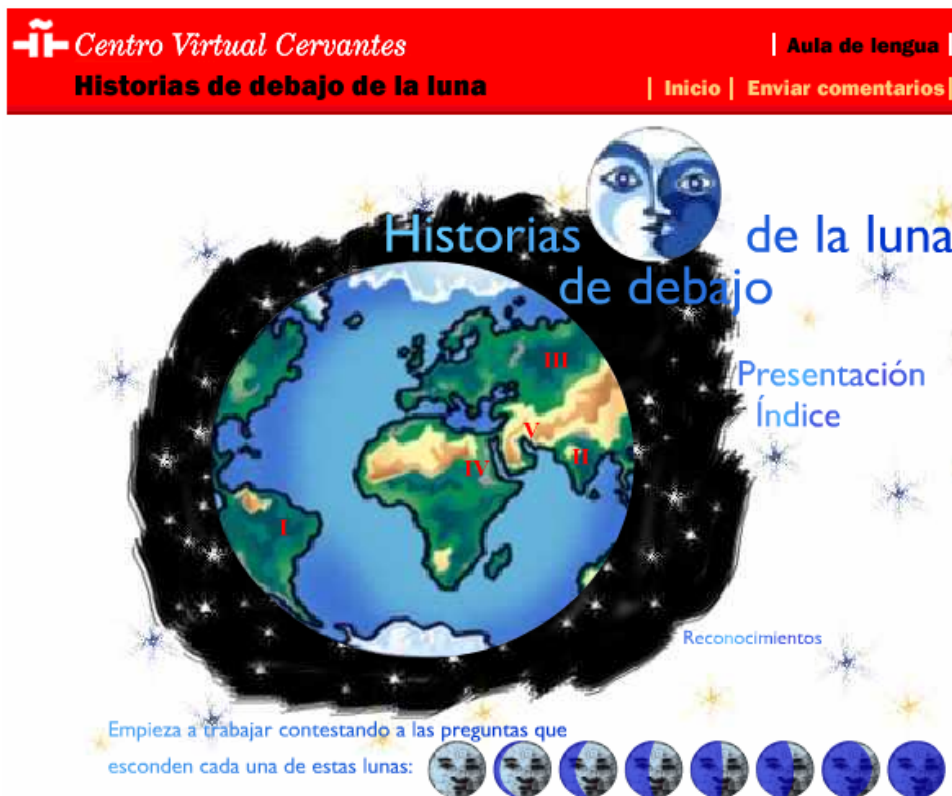 Centro Virtual Cervantes
Aula de lengua
Historias de debajo de la luna
Inicio
Enviar comentarios
Historias de la luna
de debajo
Presentación
Índice
III
V
II
IV
I
Reconocimientos
Empieza a trabajar contestando a las preguntas que
esconden cada una de estas lunas: